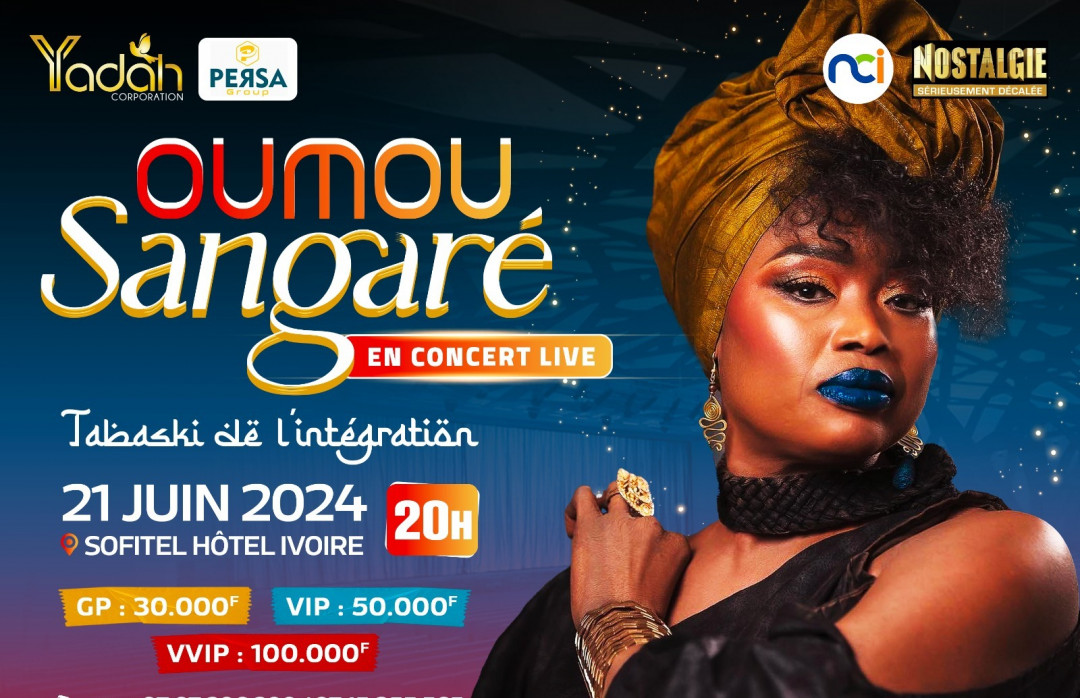 Yadah
CORPORATION
PERSA
Group
nci
NOSTALGIE
SÉRIEUSEMENT DÉCALÉE
OUMOU
Sangaré
EN CONCERT LIVE
Tabaski dë l'intégratiön
21 JUIN 2024
20H
SOFITEL HÔTEL IVOIRE
GP : 30.000F
VIP : 50.000F
VVIP : 100.000F